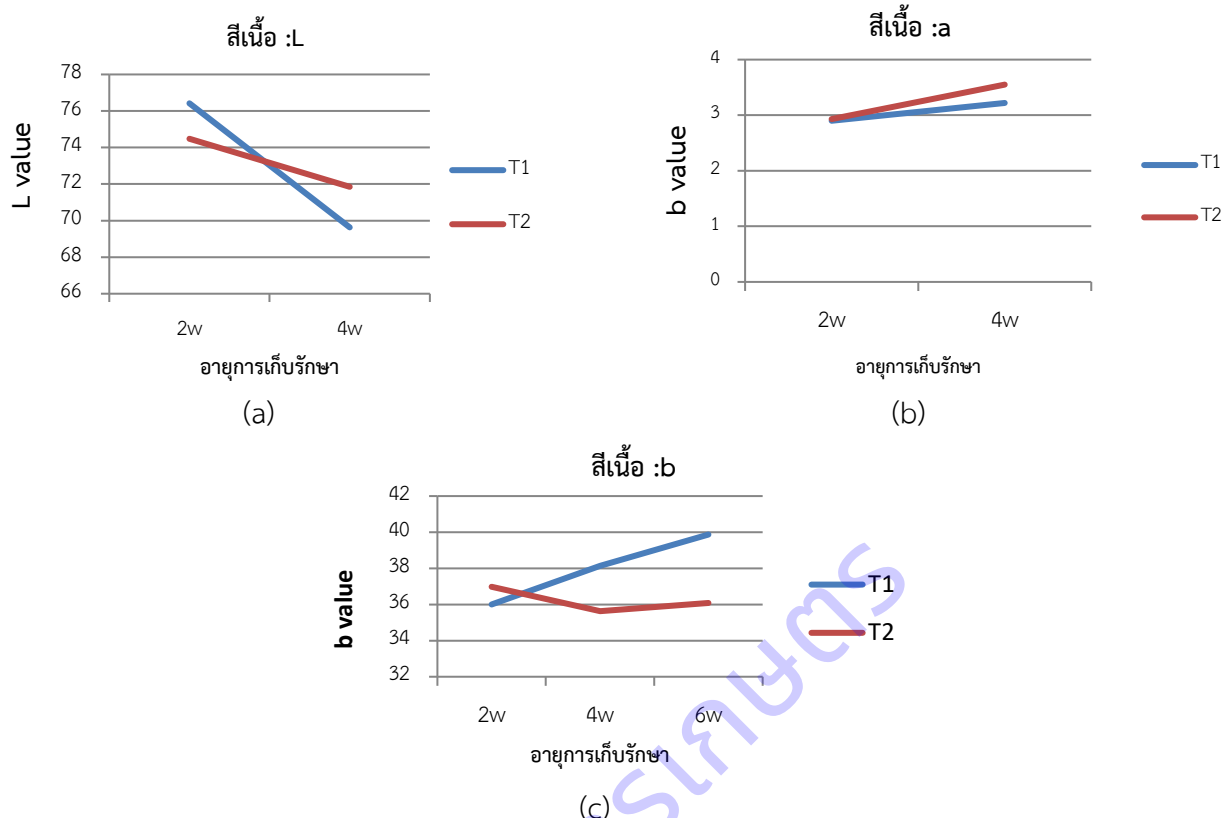 สีเนื้อ :L
78
76
74
72
70
68
66
L value
2w 4w
อายุการเก็บรักษา
T1
T2
(a)
สีเนื้อ :a
4
3
2
1
0
b value
2w 4w
อายุการเก็บรักษา
T1
T2
(b)
สีเนื้อ :b
42
40
38
36
34
32
b value
2w 4w 6w
อายุการเก็บรักษา
T1
T2
(c)